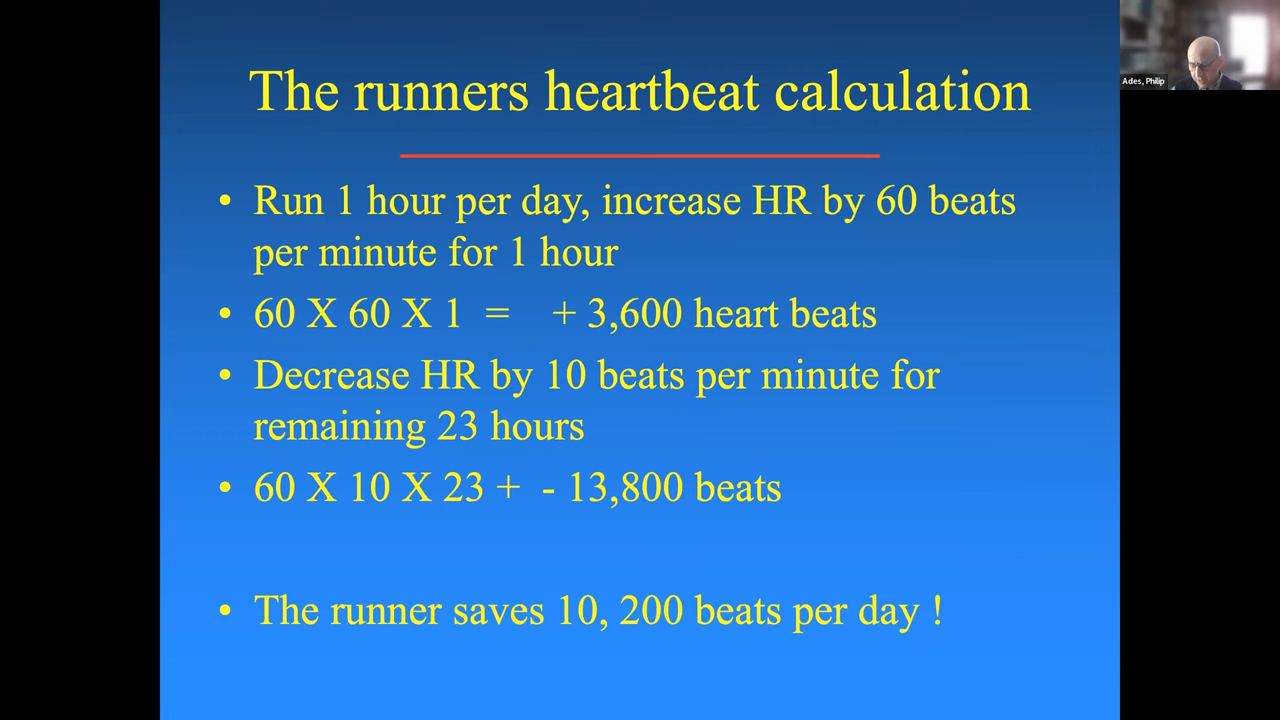 The runners heartbeat calculation
Ades, Philip
• Run 1 hour per day, increase HR by 60 beats
per minute for 1 hour
• 60 X 60 X 1 = + 3,600 heart beats
• Decrease HR by 10 beats per minute for
remaining 23 hours
• 60 X 10 X 23 + - 13,800 beats
• The runner saves 10, 200 beats per day !